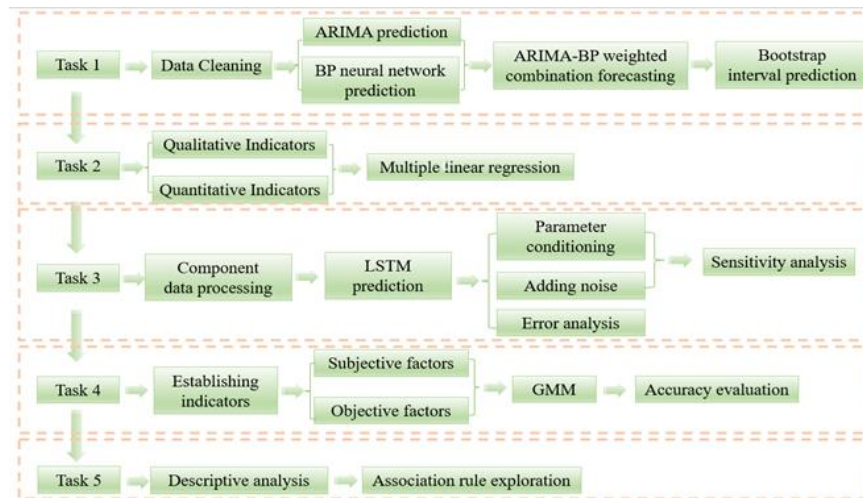 ARIMA prediction
Task 1
Data Cleaning
BP neural network
prediction
ARIMA-BP weighted
combination forecasting
Bootstrap
interval prediction
Task 2
Qualitative Indicators
Quantitative Indicators
Multiple linear regression
Task 3
Component
data processing
LSTM
prediction
Parameter
conditioning
Adding noise
Error analysis
Sensitivity analysis
Task 4
Establishing
indicators
Subjective factors
Objective factors
GMM
Accuracy evaluation
Task 5
Descriptive analysis
Association rule exploration